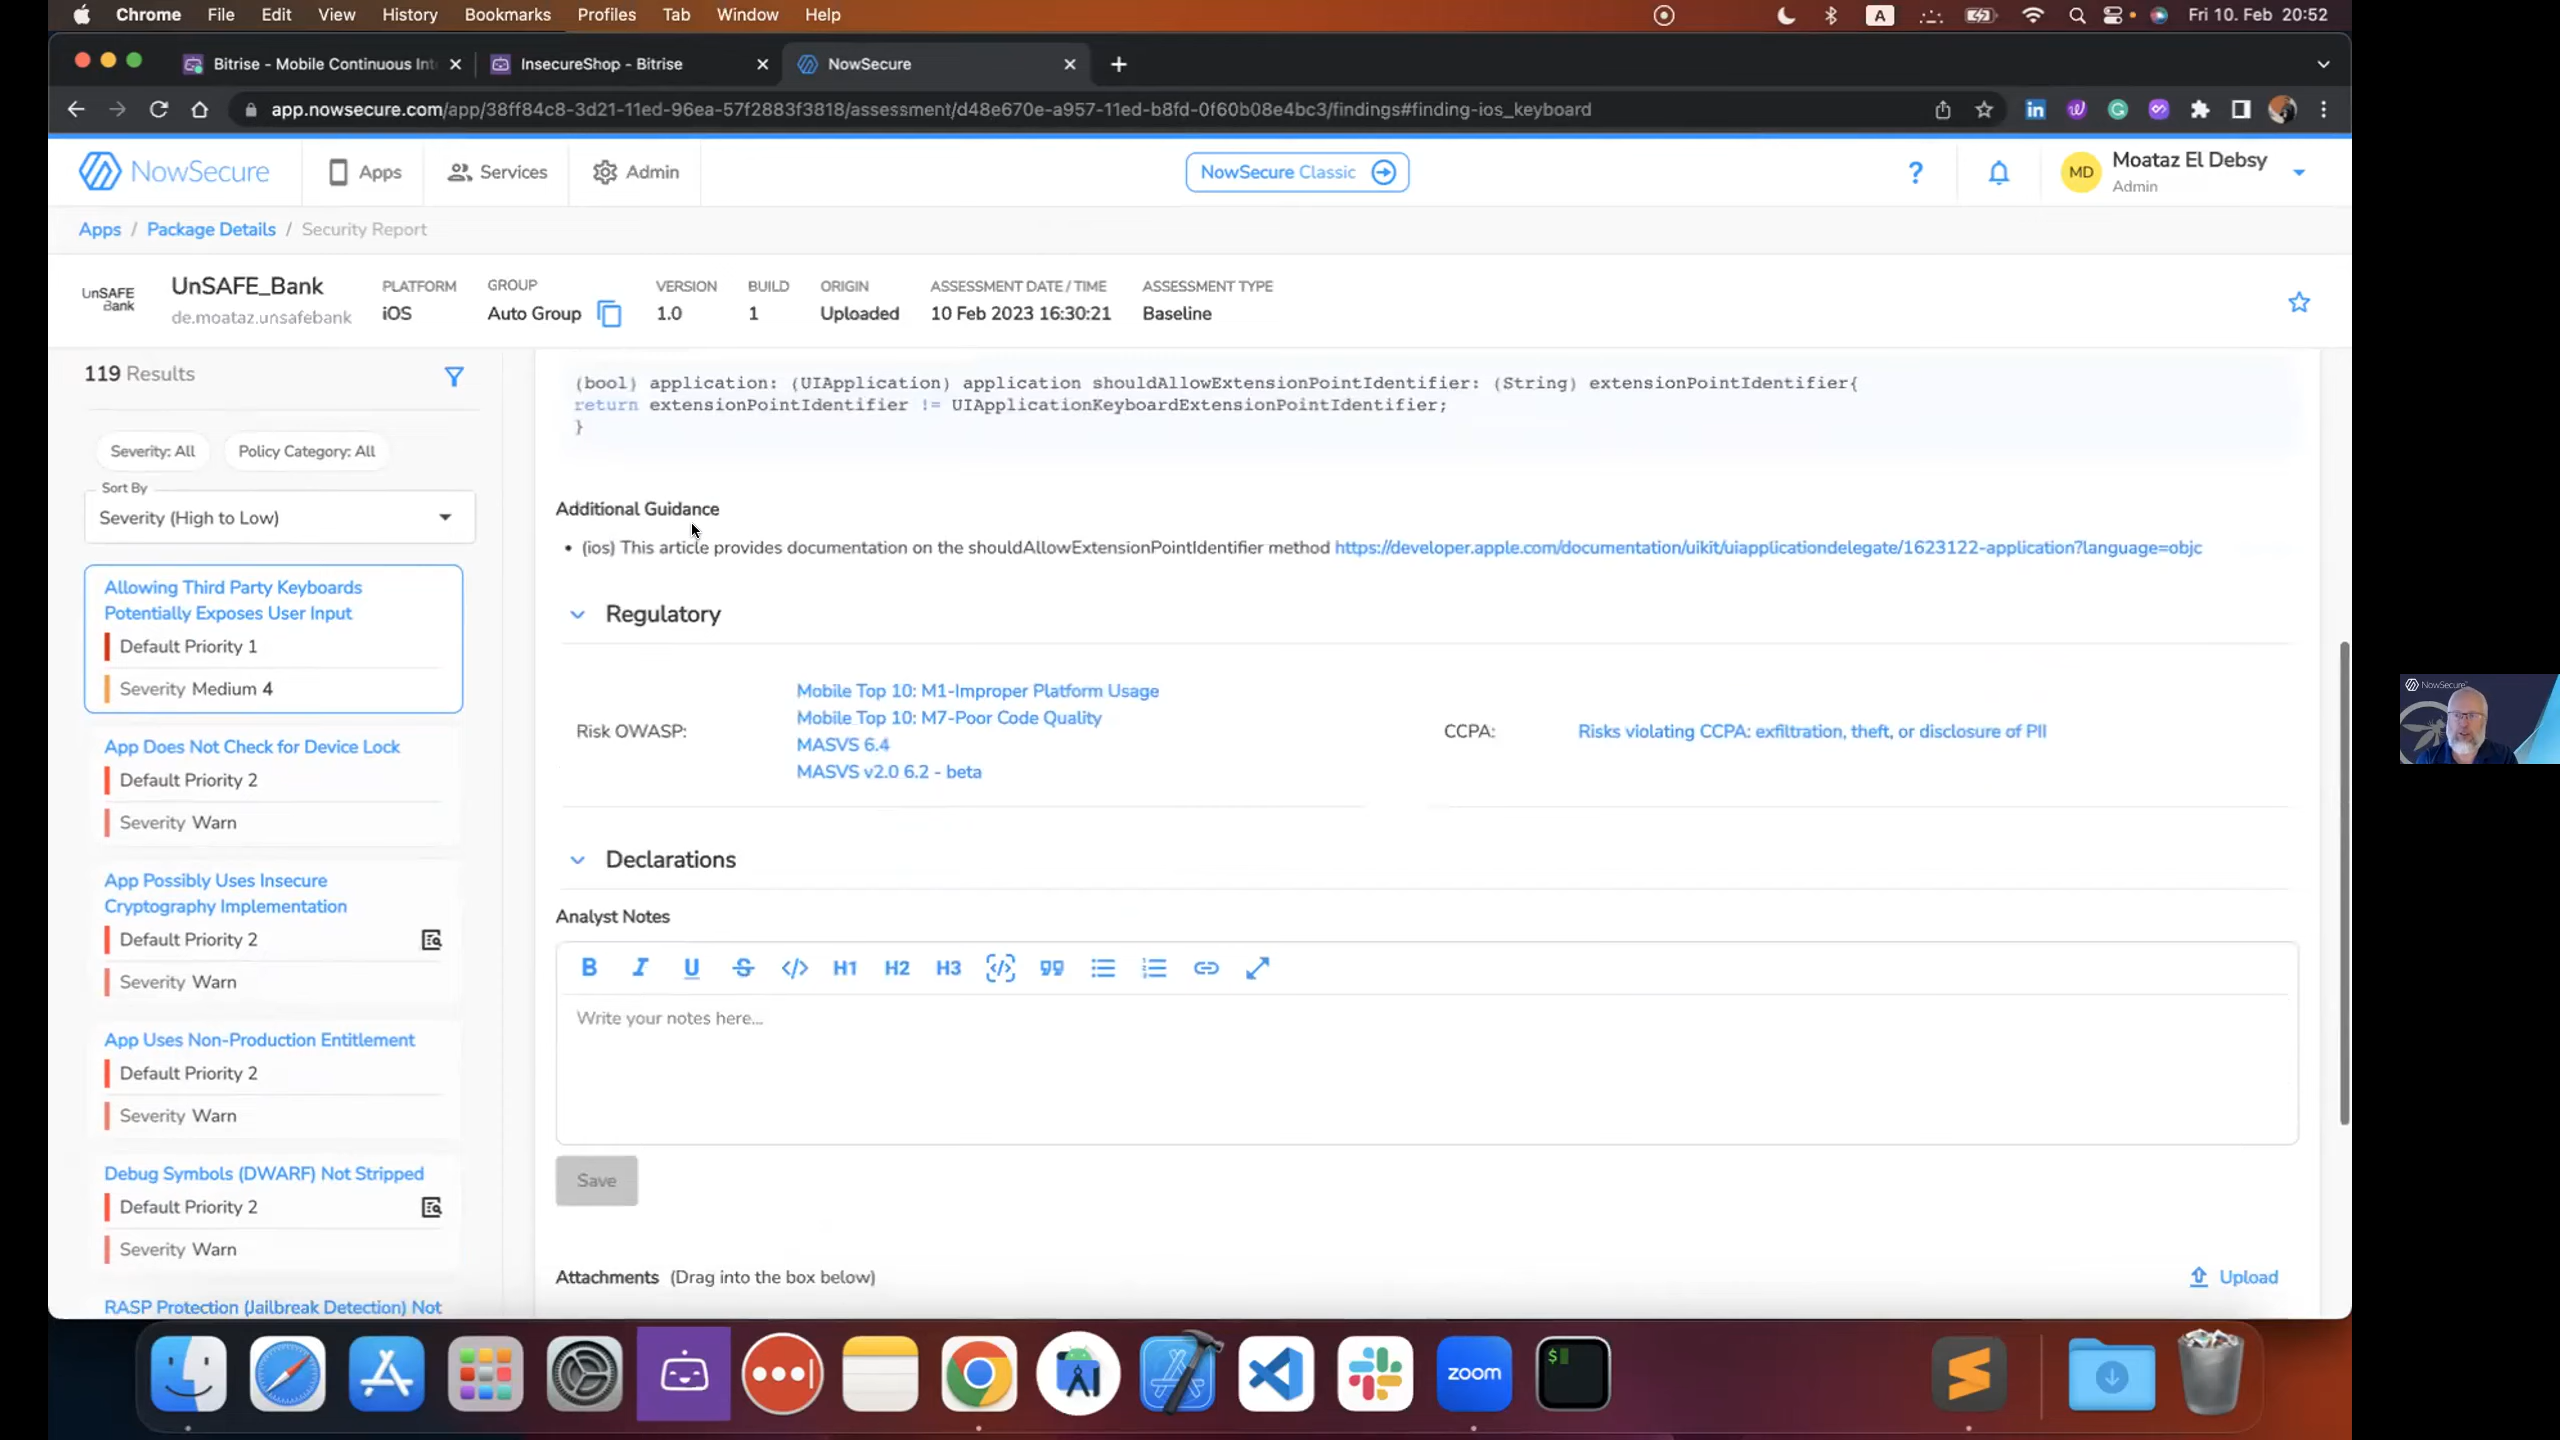 Chrome File Edit View History Bookmarks Profiles Tab Window Help
A
Fri 10. Feb 20:52
Bitrise - Mobile Continuous Int
InsecureShop - Bitrise
NowSecure
app.nowsecure.com/app/38ff84c8-3d21-11ed-96ea-57f2883f3818/assessment/d48e670e-a957-11ed-b8fd-0f60b08e4bc3/findings#finding-ios_keyboard
NowSecure
Apps
Services
Admin
NowSecure Classic
?
MD
Moataz El Debsy
Admin
Apps / Package Details / Security Report
UnSAFE
Bank
UnSAFE_Bank
de.moataz.unsafebank
PLATFORM
iOS
GROUP
Auto Group
VERSION
1.0
BUILD
1
ORIGIN
Uploaded
ASSESSMENT DATE / TIME
10 Feb 2023 16:30:21
ASSESSMENT TYPE
Baseline
119 Results
Severity: All
Policy Category: All
Sort By
Severity (High to Low)
Allowing Third Party Keyboards
Potentially Exposes User Input
Default Priority 1
Severity Medium 4
App Does Not Check for Device Lock
Default Priority 2
Severity Warn
App Possibly Uses Insecure
Cryptography Implementation
Default Priority 2
Severity Warn
App Uses Non-Production Entitlement
Default Priority 2
Severity Warn
Debug Symbols (DWARF) Not Stripped
Default Priority 2
Severity Warn
RASP Protection (Jailbreak Detection) Not
(bool) application: (UIApplication) application shouldAllowExtensionPointIdentifier: (String) extensionPointIdentifier{
return extensionPointIdentifier != UIApplicationKeyboardExtensionPointIdentifier;
}
Additional Guidance
• (ios) This article provides documentation on the shouldAllowExtensionPointIdentifier method https://developer.apple.com/documentation/uikit/uiapplicationdelegate/1623122-application?language=objc
Regulatory
Risk OWASP:
Mobile Top 10: M1-Improper Platform Usage
Mobile Top 10: M7-Poor Code Quality
MASVS 6.4
MASVS v2.0 6.2 - beta
CCPA:
Risks violating CCPA: exfiltration, theft, or disclosure of PII
Declarations
Analyst Notes
B I U S </> H1 H2 H3
Write your notes here...
Save
Attachments (Drag into the box below)
Upload
NowSecure
zoom
$